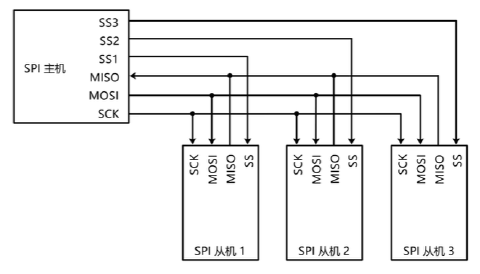 SS3
SS2
SS1
SPI 主机
MISO
MOSI
SCK
SCK MOSI MISO SS
SCK MOSI MISO SS
SCK MOSI MISO SS
SPI 从机 1
SPI 从机 2
SPI 从机 3